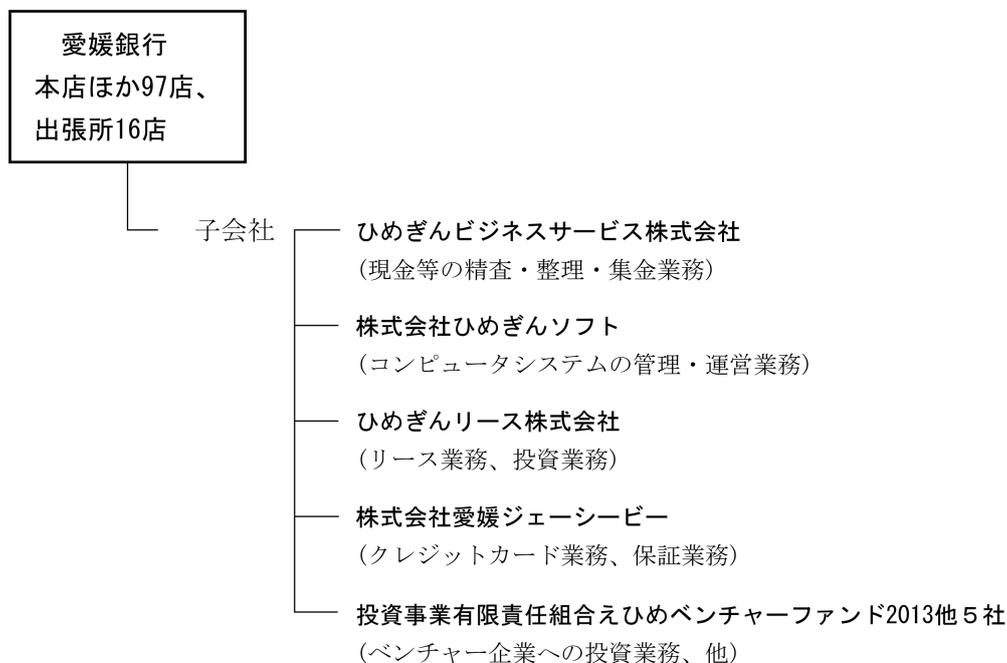 愛媛銀行
本店ほか97店、
出張所16店
子会社
ひめぎんビジネスサービス株式会社
(現金等の精査・整理・集金業務)
株式会社ひめぎんソフト
(コンピュータシステムの管理・運営業務)
ひめぎんリース株式会社
(リース業務、投資業務)
株式会社愛媛ジェーシービー
(クレジットカード業務、保証業務)
投資事業有限責任組合えひめベンチャーファンド2013他５社
(ベンチャー企業への投資業務、他)